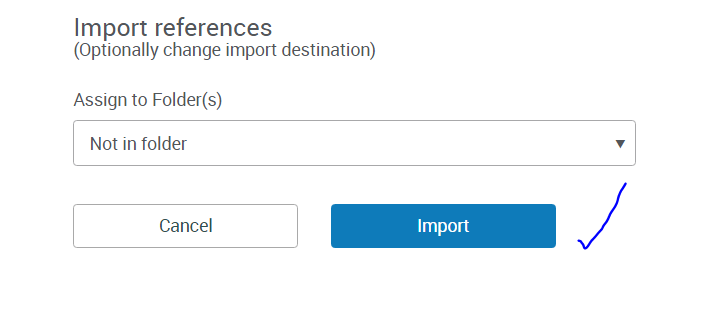 Import references
(Optionally change import destination)
Assign to Folder(s)
Not in folder
Cancel
Import